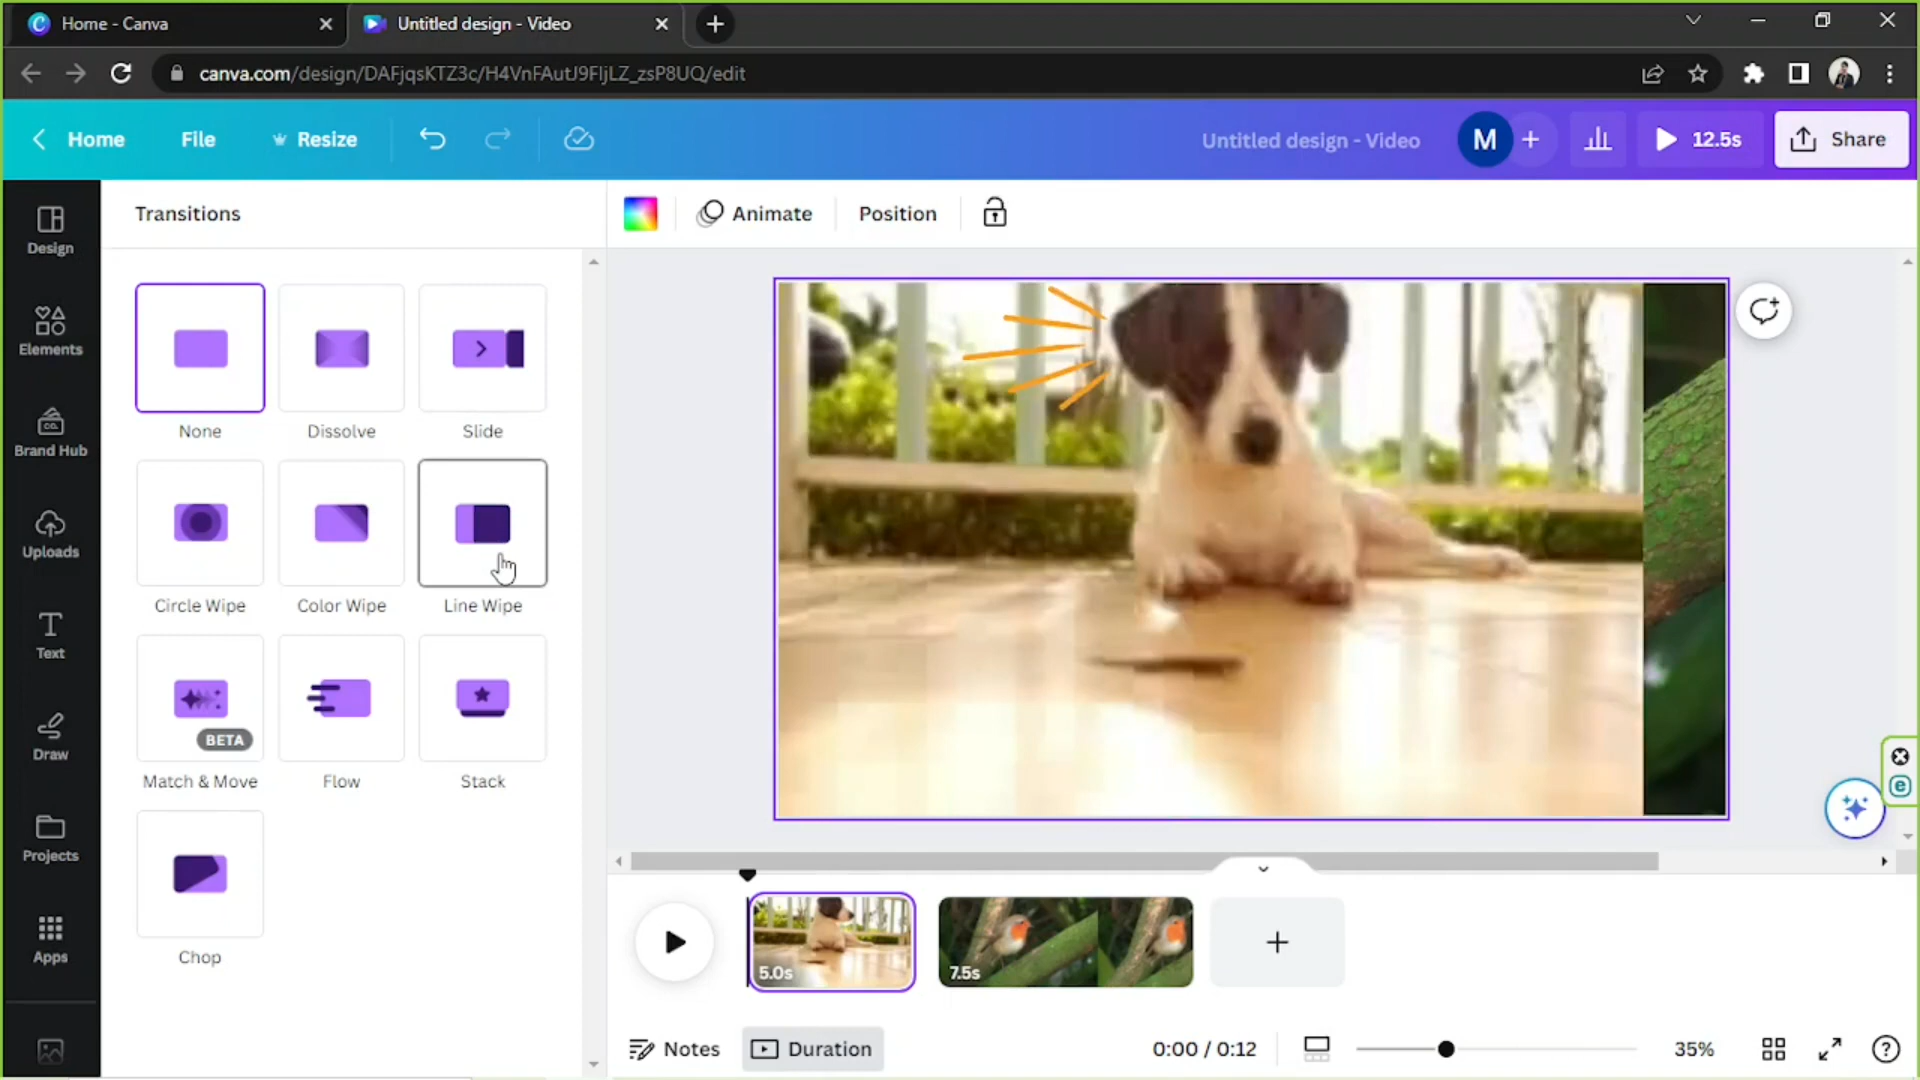 Home - Canva
Untitled design - Video
canva.com/design/DAFjqsKTZ3c/H4VnFAutJ9FIjLZ_zsP8UQ/edit
Home
File
Resize
Untitled design - Video
M
12.5s
Share
Design
Elements
Brand Hub
Uploads
Text
Draw
Projects
Apps
Transitions
None
Dissolve
Slide
Circle Wipe
Color Wipe
Line Wipe
BETA
Match & Move
Flow
Stack
Chop
Animate
Position
5.0s
7.5s
Notes
Duration
0:00 / 0:12
35%